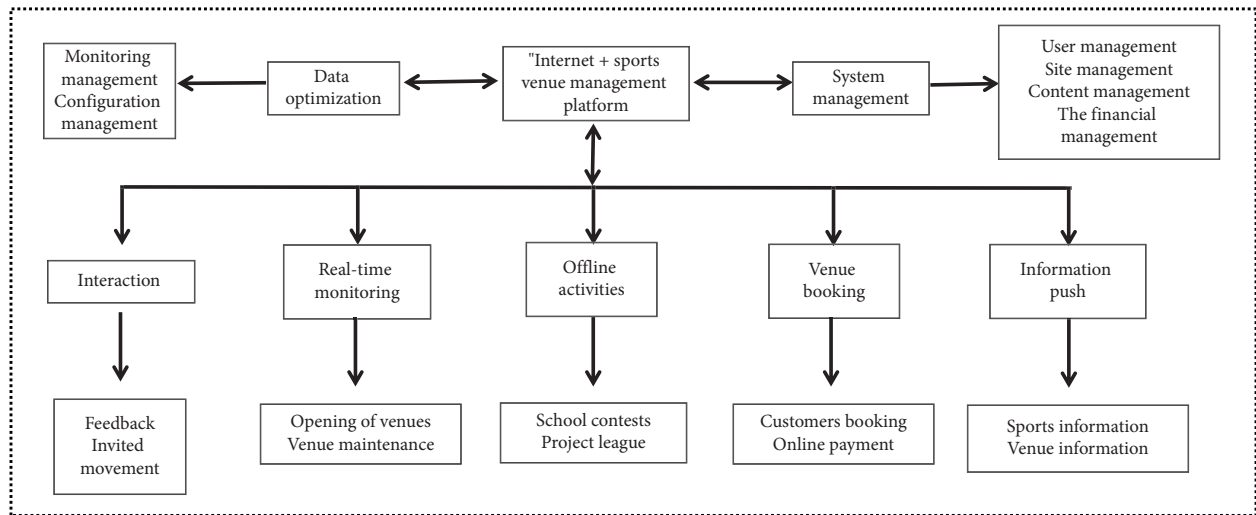 Monitoring
management
Configuration
management
Data
optimization
"Internet + sports
venue management
platform
System
management
User management
Site management
Content management
The financial
management
Interaction
Real-time
monitoring
Offline
activities
Venue
booking
Information
push
Feedback
Invited
movement
Opening of venues
Venue maintenance
School contests
Project league
Customers booking
Online payment
Sports information
Venue information